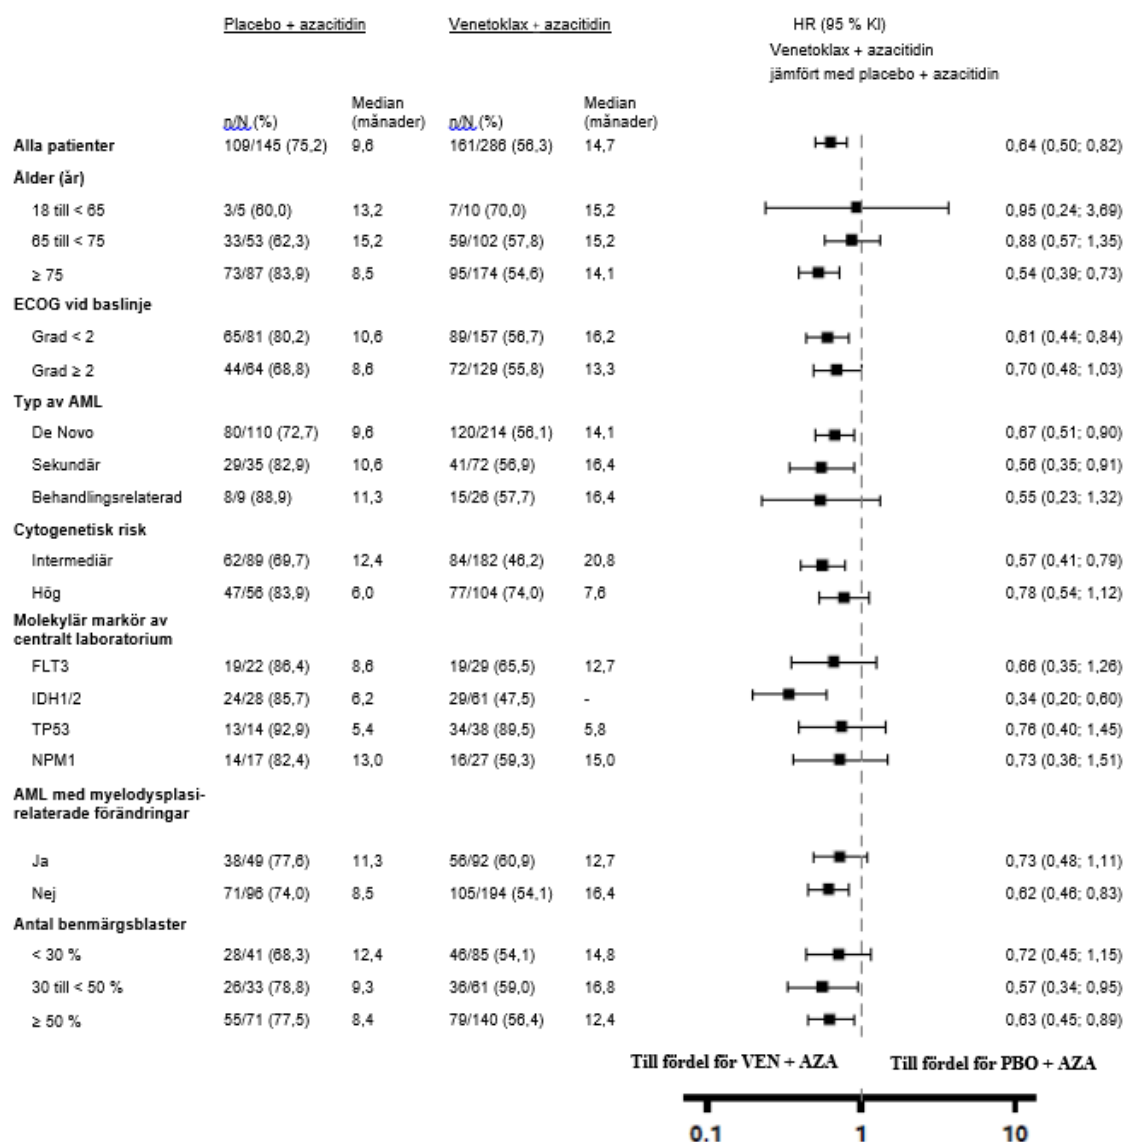 Placebo + azacitidin Venetoklax + azacitidin HR (95 % KI)
Venetoklax + azacitidin
jämfört med placebo + azacitidin
Median Median
n/N (%) (månader) n/N (%) (månader)
Alla patienter 109/145 (75,2) 9,6 161/286 (56,3) 14,7 0,64 (0,50; 0,82)
Ålder (år)
18 till < 65 3/5 (60,0) 13,2 7/10 (70,0) 15,2 0,95 (0,24; 3,69)
65 till < 75 33/53 (62,3) 15,2 59/102 (57,8) 15,2 0,88 (0,57; 1,35)
≥ 75 73/87 (83,9) 8,5 95/174 (54,6) 14,1 0,54 (0,39; 0,73)
ECOG vid baslinje
Grad < 2 65/81 (80,2) 10,6 89/157 (56,7) 16,2 0,61 (0,44; 0,84)
Grad ≥ 2 44/64 (68,8) 8,6 72/129 (55,8) 13,3 0,70 (0,48; 1,03)
Typ av AML
De Novo 80/110 (72,7) 9,6 120/214 (56,1) 14,1 0,67 (0,51; 0,90)
Sekundär 29/35 (82,9) 10,6 41/72 (56,9) 16,4 0,56 (0,35; 0,91)
Behandlingsrelaterad 8/9 (88,9) 11,3 15/26 (57,7) 16,4 0,55 (0,23; 1,32)
Cytogenetisk risk
Intermediär 62/89 (69,7) 12,4 84/182 (46,2) 20,8 0,57 (0,41; 0,79)
Hög 47/56 (83,9) 6,0 77/104 (74,0) 7,6 0,78 (0,54; 1,12)
Molekylär markör av
centralt laboratorium
FLT3 19/22 (86,4) 8,6 19/29 (65,5) 12,7 0,66 (0,35; 1,26)
IDH1/2 24/28 (85,7) 6,2 29/61 (47,5) - 0,34 (0,20; 0,60)
TP53 13/14 (92,9) 5,4 34/38 (89,5) 5,8 0,76 (0,40; 1,45)
NPM1 14/17 (82,4) 13,0 16/27 (59,3) 15,0 0,73 (0,36; 1,51)
AML med myelodysplasi-
relaterade förändringar
Ja 38/49 (77,6) 11,3 56/92 (60,9) 12,7 0,73 (0,48; 1,11)
Nej 71/96 (74,0) 8,5 105/194 (54,1) 16,4 0,62 (0,46; 0,83)
Antal benmärgsblaster
< 30 % 28/41 (68,3) 12,4 46/85 (54,1) 14,8 0,72 (0,45; 1,15)
30 till < 50 % 26/33 (78,8) 9,3 36/61 (59,0) 16,8 0,57 (0,34; 0,95)
≥ 50 % 55/71 (77,5) 8,4 79/140 (56,4) 12,4 0,63 (0,45; 0,89)
Till fördel för VEN + AZA Till fördel för PBO + AZA
0.1 1 10